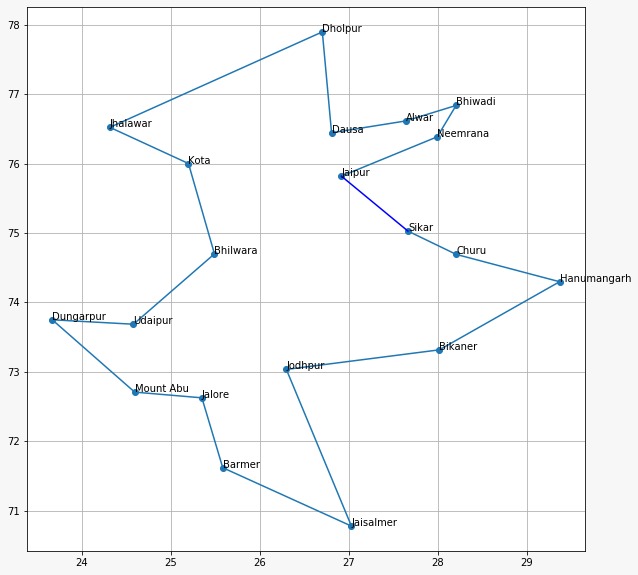 78
Dholpur
77
Bhiwadi
Alwar
Jhalawar
Dausa
Neemrana
Kota
76
Jaipur
Sikar
75
Bhilwara
Churu
Hanumangarh
74
Dungarpur
Udaipur
Bikaner
Jodhpur
73
Mount Abu
Jalore
72
Barmer
71
Jaisalmer
24 25 26 27 28 29